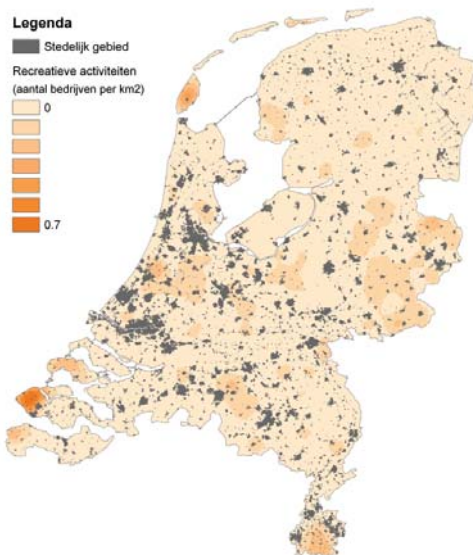 Legenda
Stedelijk gebied
Recreatieve activiteiten
(aantal bedrijven per km2)
0
0.7